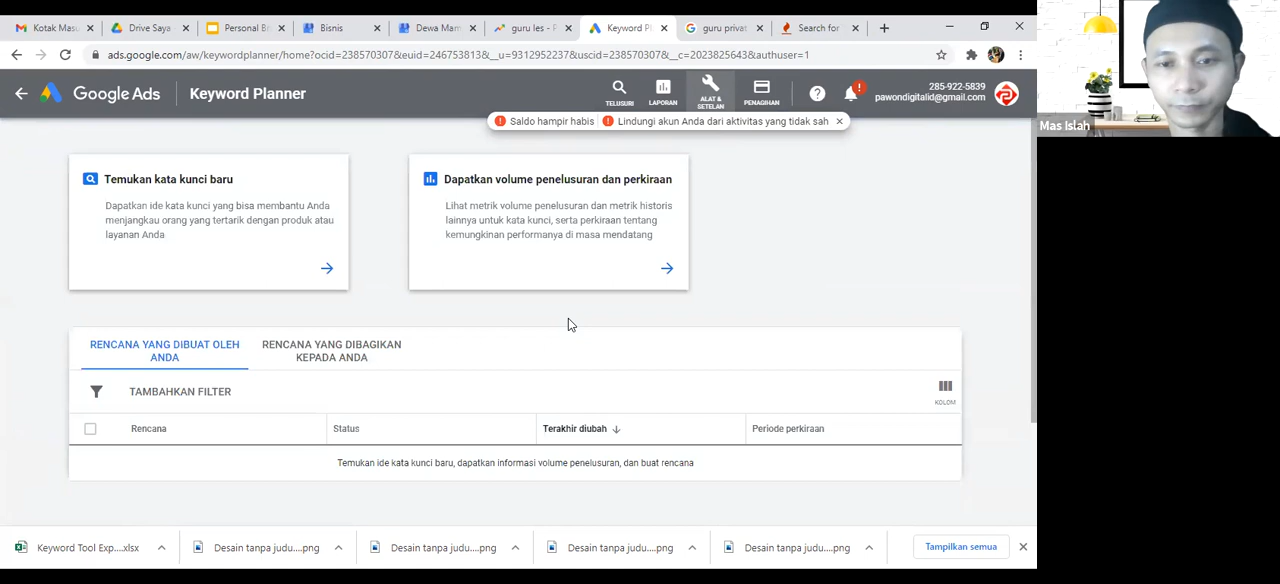 Kotak Masu
Drive Saya
Personal B
Bisnis
Dewa Mam
guru les - P
Keyword Pl
guru privat
Search for
ads.google.com/aw/keywordplanner/home?ocid=238570307&euid=246753813&__u=9312952237&uscid=238570307&__c=2023825643&authuser=1
Google Ads
Keyword Planner
TELUSURI
LAPORAN
ALAT &
SETELAN
PENAGIHAN
285-922-5839
pawondigitalid@gmail.com
Saldo hampir habis
Lindungi akun Anda dari aktivitas yang tidak sah
Mas Islah
Temukan kata kunci baru
Dapatkan ide kata kunci yang bisa membantu Anda
menjangkau orang yang tertarik dengan produk atau
layanan Anda
Dapatkan volume penelusuran dan perkiraan
Lihat metrik volume penelusuran dan metrik historis
lainnya untuk kata kunci, serta perkiraan tentang
kemungkinan performanya di masa mendatang
RENCANA YANG DIBUAT OLEH
ANDA
RENCANA YANG DIBAGIKAN
KEPADA ANDA
TAMBAHKAN FILTER
KOLOM
Rencana
Status
Terakhir diubah
Periode perkiraan
Temukan ide kata kunci baru, dapatkan informasi volume penelusuran, dan buat rencana
Keyword Tool Exp....xlsx
Desain tanpa judu....png
Desain tanpa judu....png
Desain tanpa judu....png
Desain tanpa judu....png
Tampilkan semua